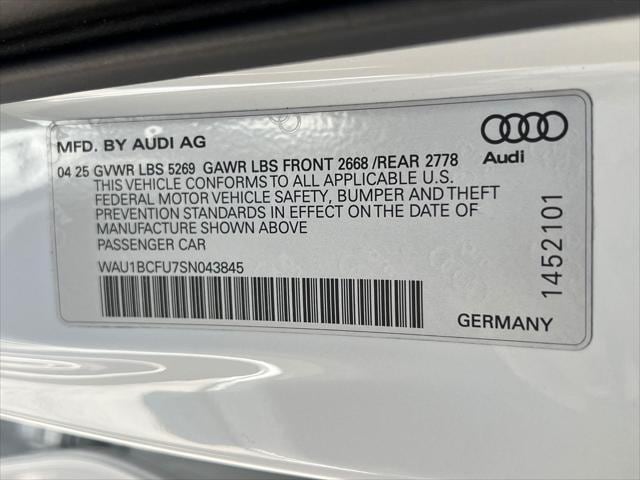 MFD. BY AUDI AG
Audi
04 25 GVWR LBS 5269 GAWR LBS FRONT 2668 /REAR 2778
THIS VEHICLE CONFORMS TO ALL APPLICABLE U.S.
FEDERAL MOTOR VEHICLE SAFETY, BUMPER AND THEFT
PREVENTION STANDARDS IN EFFECT ON THE DATE OF
MANUFACTURE SHOWN ABOVE
PASSENGER CAR
WAU1BCFU7SN043845
1452101
GERMANY